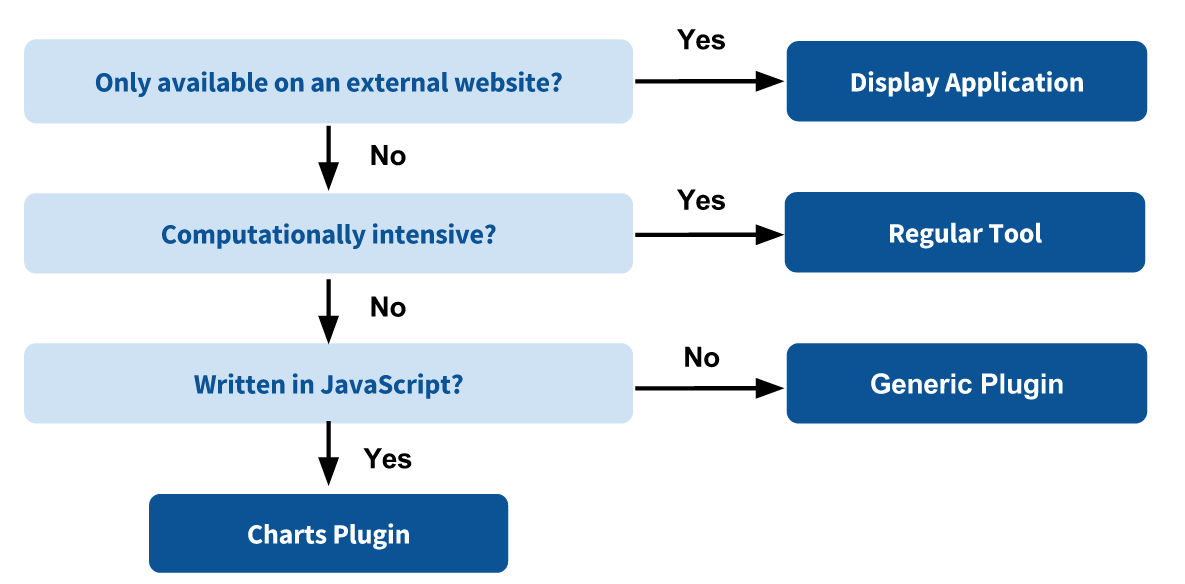 Yes
Only available on an external website?
Display Application
No
Yes
Computationally intensive?
Regular Tool
No
No
Written in JavaScript?
Generic Plugin
Yes
Charts Plugin